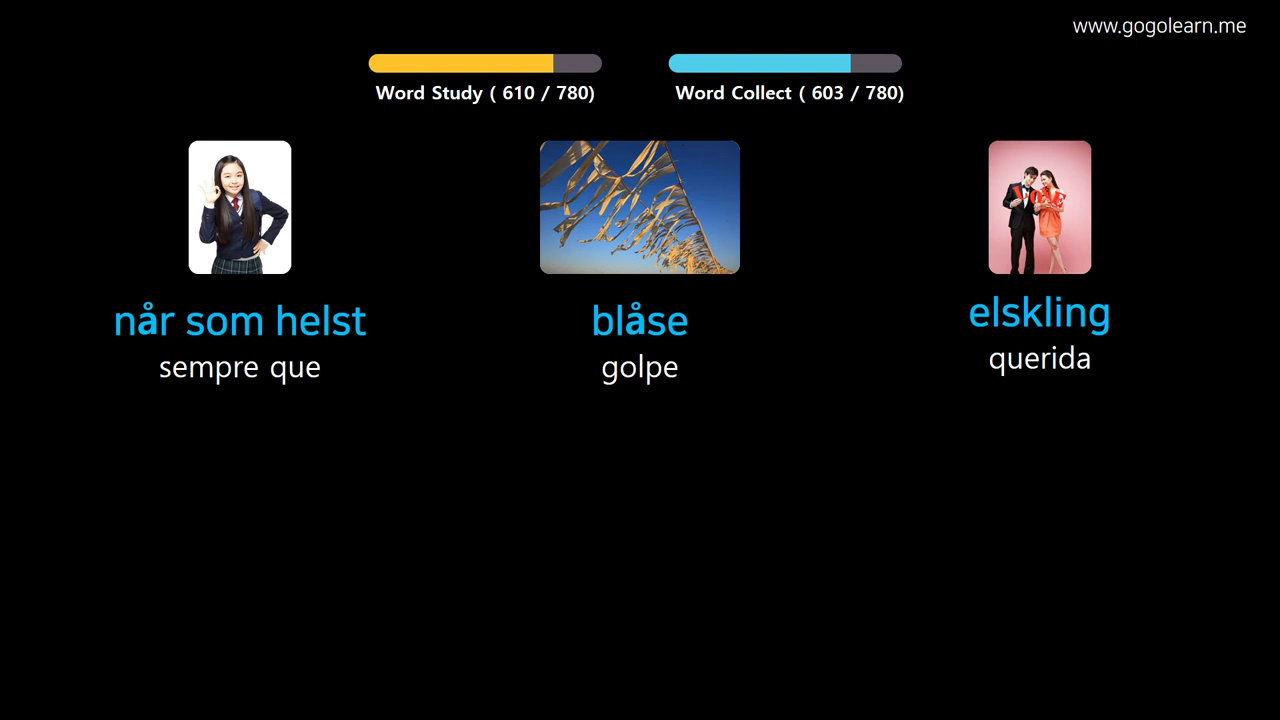 www.gogolearn.me
Word Study ( 610 / 780)
Word Collect ( 603 / 780)
når som helst
sempre que
blåse
golpe
elskling
querida